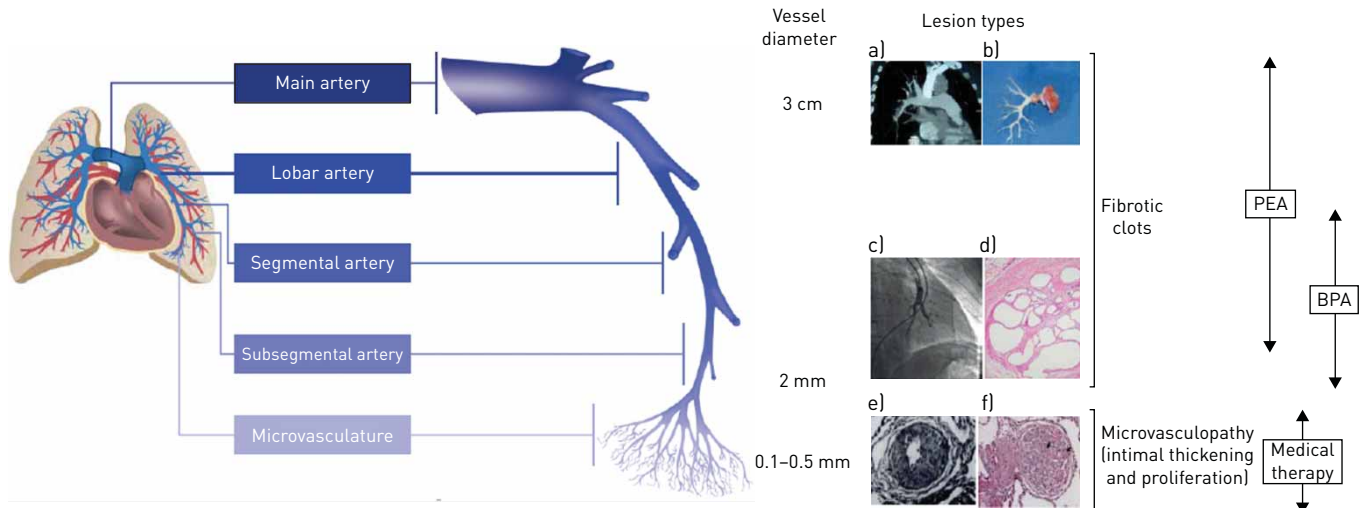 Main artery
Lobar artery
Segmental artery
Subsegmental artery
Microvasculature
Vessel
diameter
3 cm
2 mm
0.1–0.5 mm
Lesion types
a)
b)
c)
d)
e)
f)
Fibrotic
clots
Microvasculopathy
(intimal thickening
and proliferation)
PEA
BPA
Medical
therapy